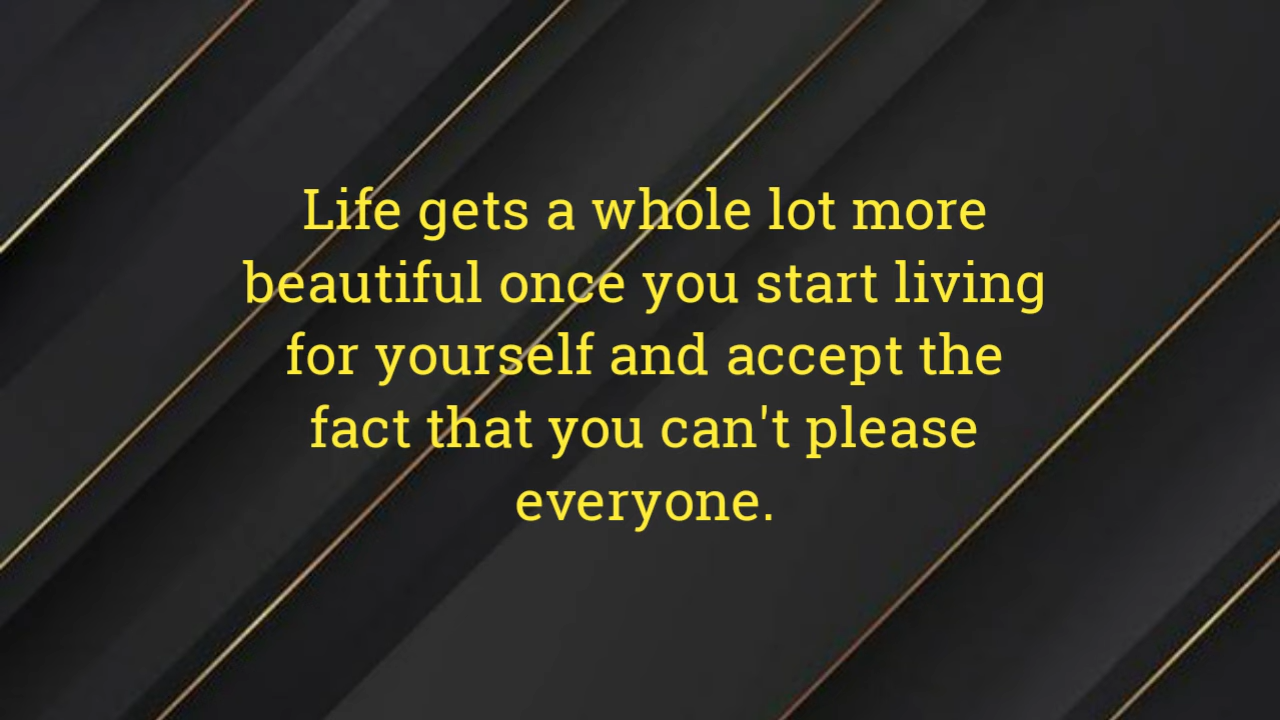 Life gets a whole lot more
beautiful once you start living
for yourself and accept the
fact that you can't please
everyone.